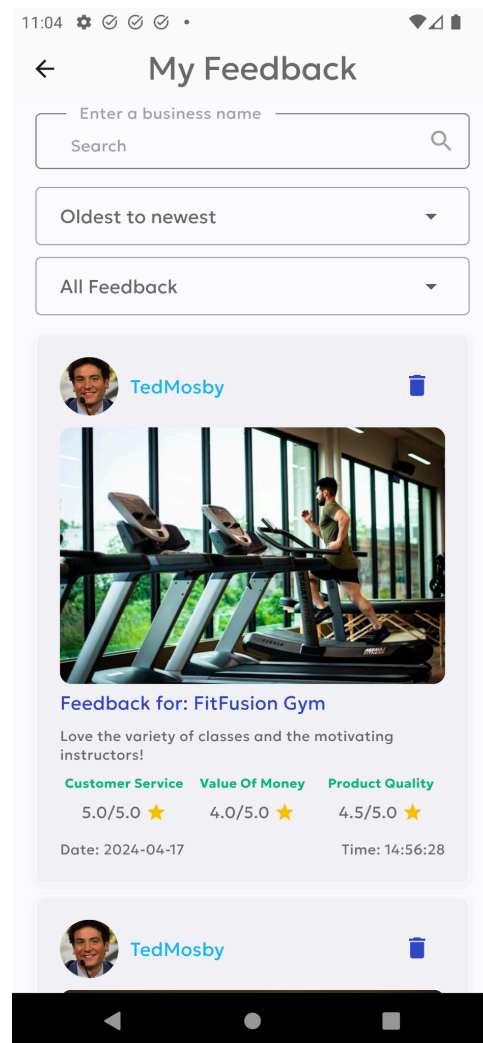 11:04
My Feedback
Enter a business name
Search
Oldest to newest
All Feedback
TedMosby
Feedback for: FitFusion Gym
Love the variety of classes and the motivating
instructors!
Customer Service Value Of Money Product Quality
5.0/5.0 4.0/5.0 4.5/5.0
Date: 2024-04-17 Time: 14:56:28
TedMosby